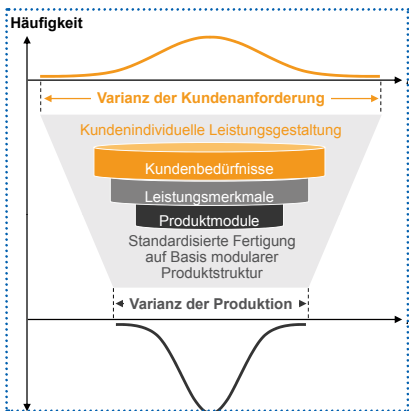 Häufigkeit
Varianz der Kundenanforderung
Kundenindividuelle Leistungsgestaltung
Kundenbedürfnisse
Leistungsmerkmale
Produktmodule
Standardisierte Fertigung
auf Basis modularer
Produktstruktur
Varianz der Produktion